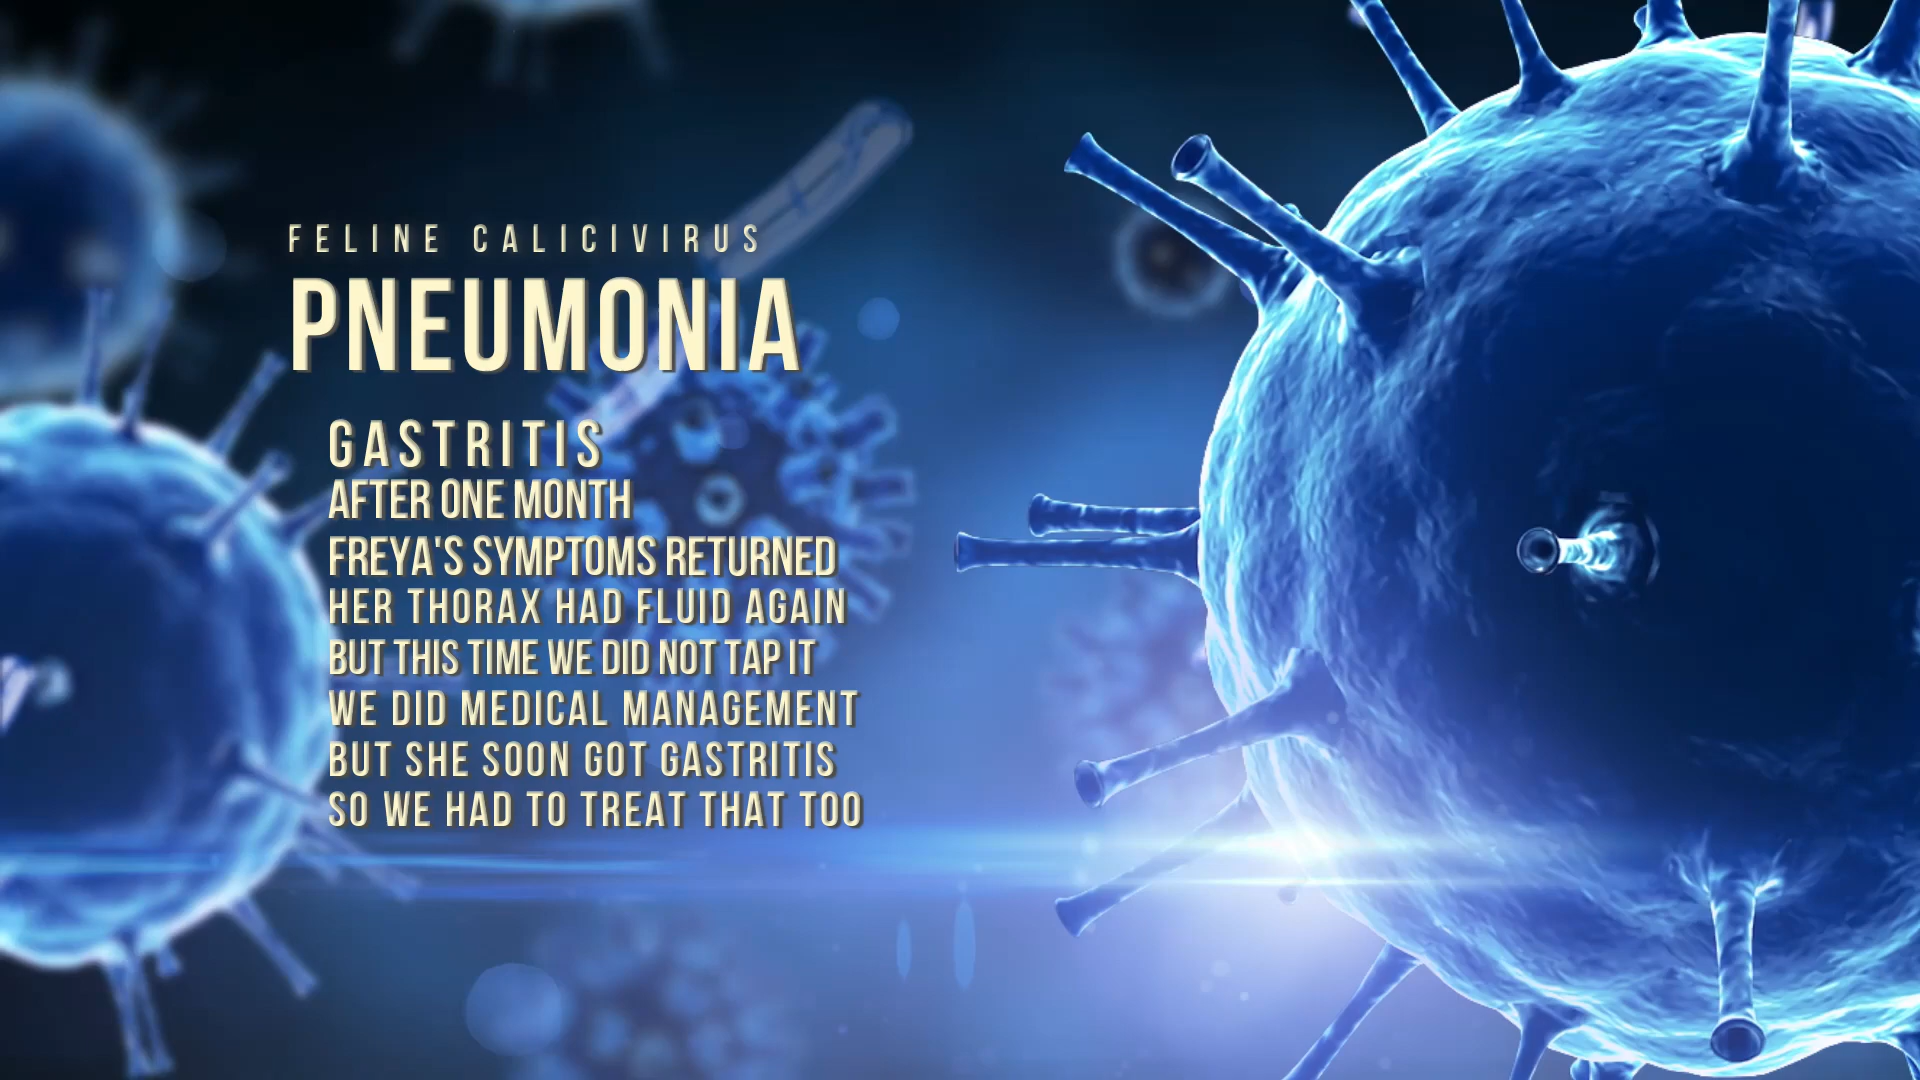 FELINE CALICIVIRUS
PNEUMONIA
GASTRITIS
AFTER ONE MONTH
FREYA'S SYMPTOMS RETURNED
HER THORAX HAD FLUID AGAIN
BUT THIS TIME WE DID NOT TAP IT
WE DID MEDICAL MANAGEMENT
BUT SHE SOON GOT GASTRITIS
SO WE HAD TO TREAT THAT TOO